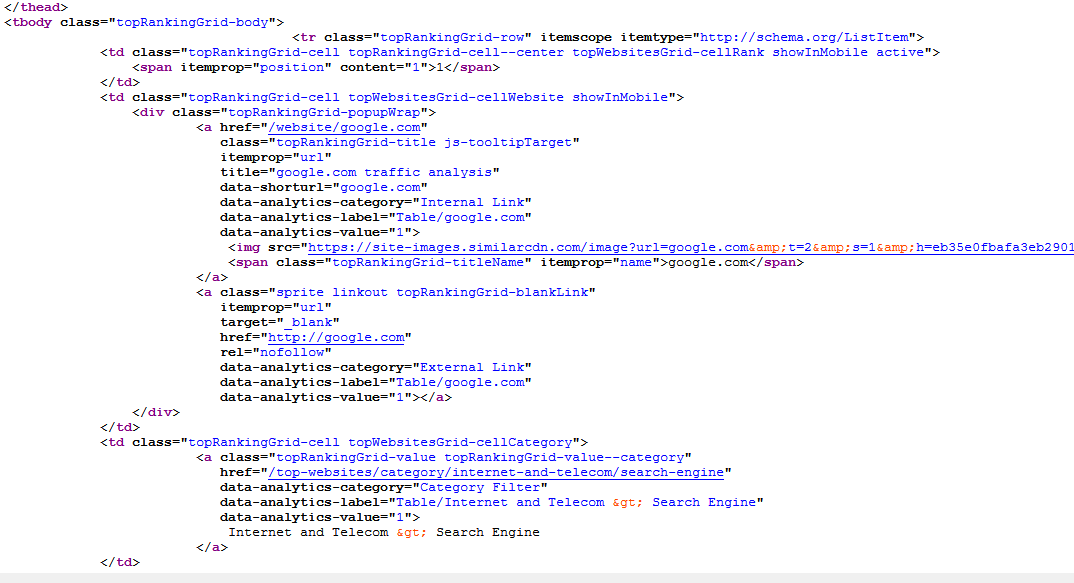 </thead>
<tbody class="topRankingGrid-body">
<tr class="topRankingGrid-row" itemscope itemtype="http://schema.org/ListItem">
<td class="topRankingGrid-cell topRankingGrid-cell--center topWebsitesGrid-cellRank showInMobile active">
<span itemprop="position" content="1">1</span>
</td>
<td class="topRankingGrid-cell topWebsitesGrid-cellWebsite showInMobile">
<div class="topRankingGrid-popupWrap">
<a href="/website/google.com"
class="topRankingGrid-title js-tooltipTarget"
itemprop="url"
title="google.com traffic analysis"
data-shorturl="google.com"
data-analytics-category="Internal Link"
data-analytics-label="Table/google.com"
data-analytics-value="1">
<img src="https://site-images.similarcdn.com/image?url=google.com&amp;t=2&amp;s=1&amp;h=eb35e0fbafa3eb2901
<span class="topRankingGrid-titleName" itemprop="name">google.com</span>
</a>
<a class="sprite linkout topRankingGrid-blankLink"
itemprop="url"
target="_blank"
href="http://google.com"
rel="nofollow"
data-analytics-category="External Link"
data-analytics-label="Table/google.com"
data-analytics-value="1"></a>
</div>
</td>
<td class="topRankingGrid-cell topWebsitesGrid-cellCategory">
<a class="topRankingGrid-value topRankingGrid-value--category"
href="/top-websites/category/internet-and-telecom/search-engine"
data-analytics-category="Category Filter"
data-analytics-label="Table/Internet and Telecom &gt; Search Engine"
data-analytics-value="1">
Internet and Telecom &gt; Search Engine
</a>
</td>